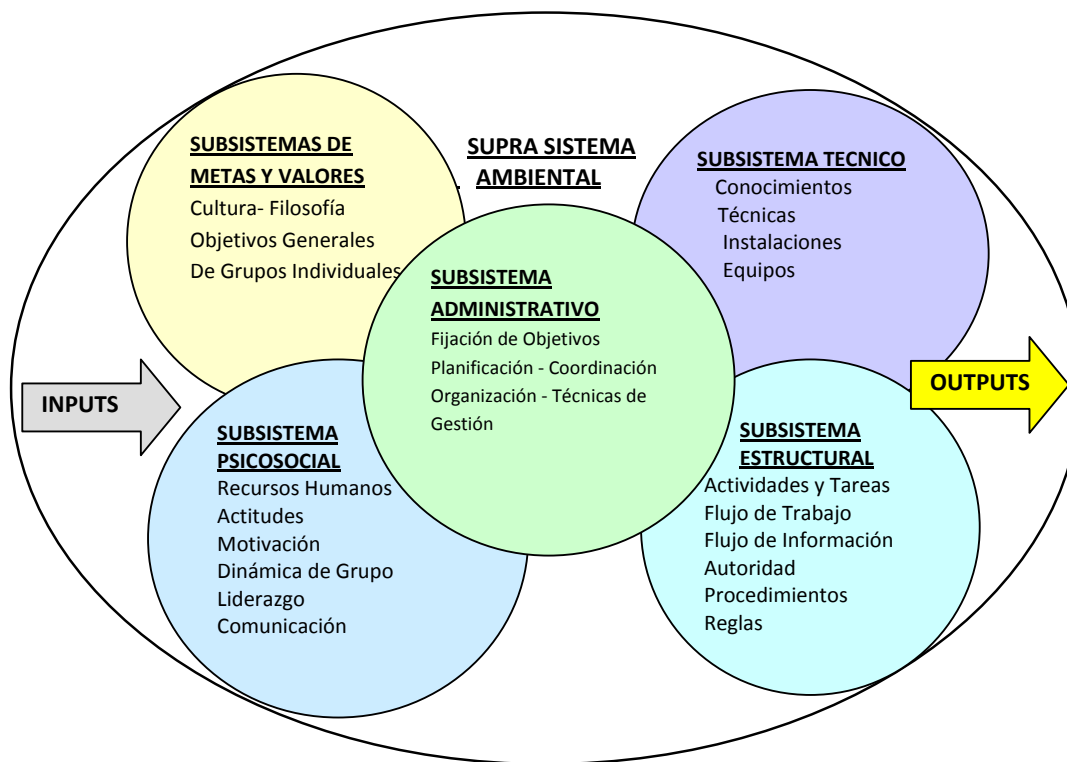 SUBSISTEMAS DE
METAS Y VALORES
Cultura- Filosofía
Objetivos Generales
De Grupos Individuales
SUPRA SISTEMA
AMBIENTAL
SUBSISTEMA TECNICO
Conocimientos
Técnicas
Instalaciones
Equipos
SUBSISTEMA
ADMINISTRATIVO
Fijación de Objetivos
Planificación - Coordinación
Organización - Técnicas de
Gestión
INPUTS
OUTPUTS
SUBSISTEMA
PSICOSOCIAL
Recursos Humanos
Actitudes
Motivación
Dinámica de Grupo
Liderazgo
Comunicación
SUBSISTEMA
ESTRUCTURAL
Actividades y Tareas
Flujo de Trabajo
Flujo de Información
Autoridad
Procedimientos
Reglas